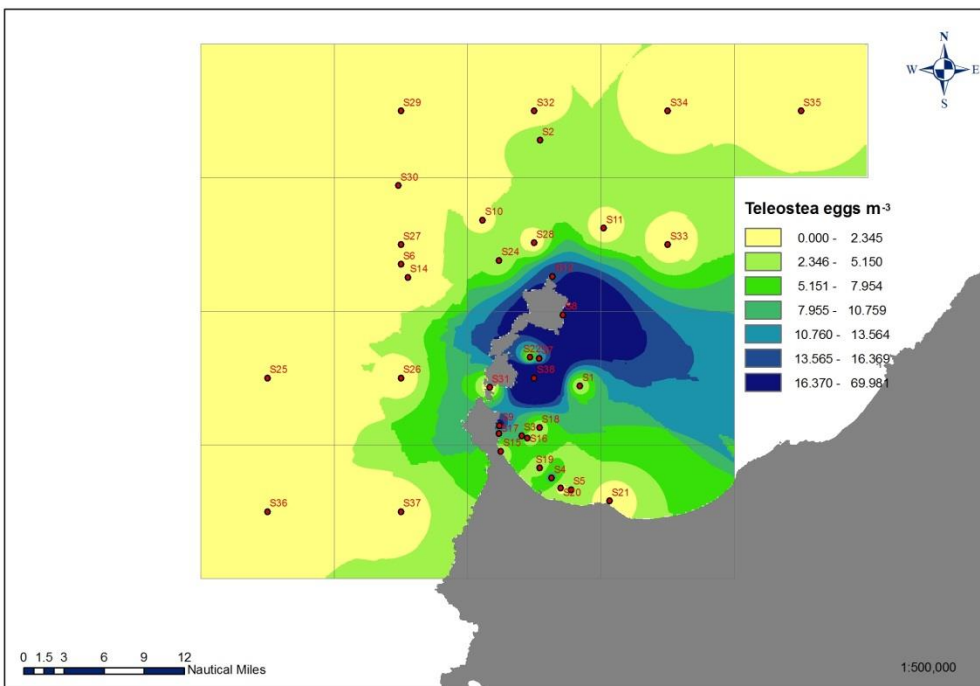 N
W E
S
S29
S32
S34
S35
S2
S30
S10
S11
S27
S28
S33
S24
S6
S14
Teleostea eggs m-3
0.000 - 2.345
2.346 - 5.150
5.151 - 7.954
7.955 - 10.759
10.760 - 13.564
13.565 - 16.369
16.370 - 69.981
S25
S26
S38
S1
S31
S9
S17
S3
S18
S16
S15
S19
S4
S5
S20
S21
S36
S37
0 1.5 3 6 9 12
Nautical Miles
1:500,000